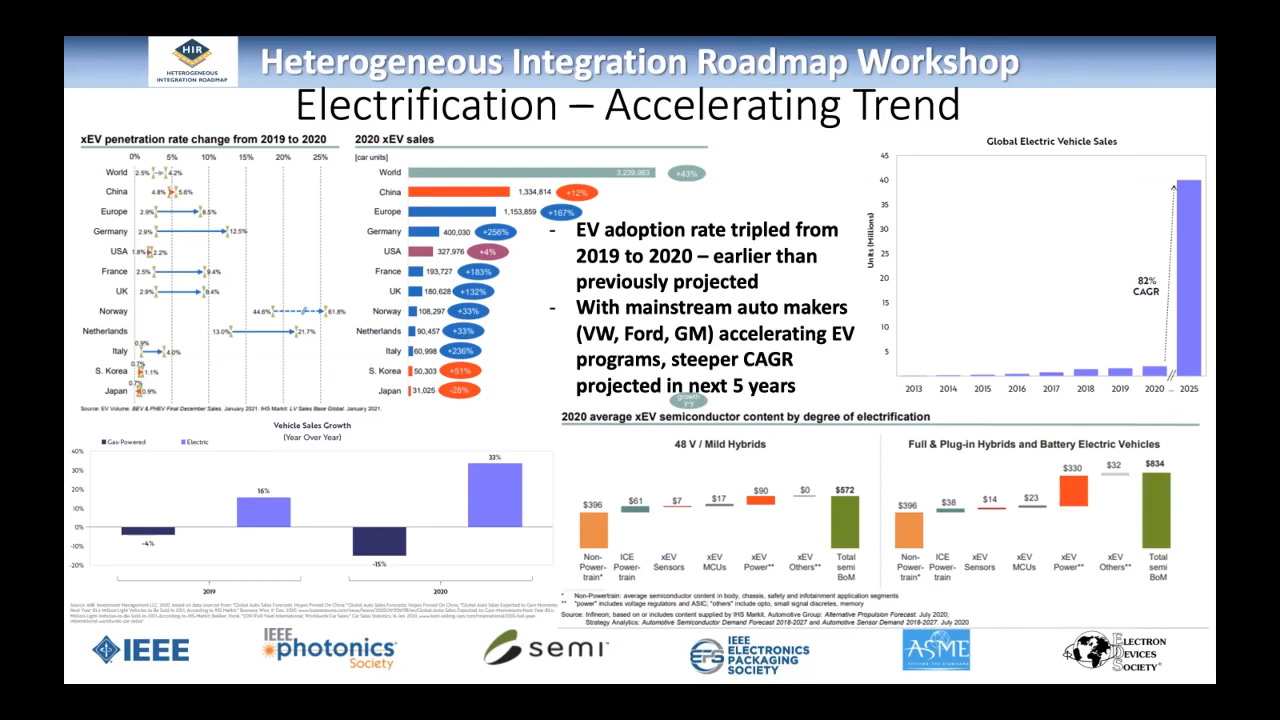 HIR
HETEROGENEOUS
INTEGRATION ROADMAP
Heterogeneous Integration Roadmap Workshop
Electrification – Accelerating Trend
xEV penetration rate change from 2019 to 2020
0% 5% 10% 15% 20% 25%
World 2.5% 4.2%
China 4.8% 5.6%
Europe 2.9% 8.5%
Germany 2.9% 12.5%
USA 1.8% 2.2%
France 2.5% 9.4%
UK 2.9% 9.4%
Norway 44.6% 61.8%
Netherlands 13.0% 21.7%
Italy 0.9% 4.0%
S. Korea 0.7% 1.1%
Japan 0.7% 0.9%
Source: EV Volume: BEV & PHEV Final December Sales. January 2021. IHS Markit: LV Sales Base Global. January 2021.
2020 xEV sales
[car units]
World 3,239,983 +43%
China 1,334,814 +12%
Europe 1,153,859 +167%
Germany 400,030 +256%
USA 327,976 +4%
France 193,727 +183%
UK 180,628 +132%
Norway 108,297 +33%
Netherlands 90,457 +33%
Italy 60,998 +236%
S. Korea 50,303 +51%
Japan 31,025 -28%
growth
- EV adoption rate tripled from
2019 to 2020 – earlier than
previously projected
- With mainstream auto makers
(VW, Ford, GM) accelerating EV
programs, steeper CAGR
projected in next 5 years
Global Electric Vehicle Sales
Units (Millions)
45
40
35
30
25
20
15
10
5
82%
CAGR
2013 2014 2015 2016 2017 2018 2019 2020 ... 2025
Vehicle Sales Growth
(Year Over Year)
Gas-Powered Electric
40%
30%
20%
10%
0%
-10%
-20%
-4% 16% -15% 33%
2019 2020
2020 average xEV semiconductor content by degree of electrification
48 V / Mild Hybrids
$396 $61 $7 $17 $90 $0 $572
Non-Power-train* ICE Power-train xEV Sensors xEV MCUs xEV Power** xEV Others** Total semi BoM
Full & Plug-in Hybrids and Battery Electric Vehicles
$396 $38 $14 $23 $330 $32 $834
Non-Power-train* ICE Power-train xEV Sensors xEV MCUs xEV Power** xEV Others** Total semi BoM
* Non-Powertrain: average semiconductor content in body, chassis, safety and infotainment application segments
** "power" includes voltage regulators and ASIC; "others" include opto, small signal discretes, memory
Source: Infineon; based on or includes content supplied by IHS Markit, Automotive Group: Alternative Propulsion Forecast. July 2020;
Strategy Analytics: Automotive Semiconductor Demand Forecast 2018-2027 and Automotive Sensor Demand 2018-2027. July 2020
IEEE
IEEE
photonics
Society
semi
EPS
IEEE
ELECTRONICS
PACKAGING
SOCIETY
ASME
SETTING THE STANDARD
EDS
ELECTRON
DEVICES
SOCIETY®